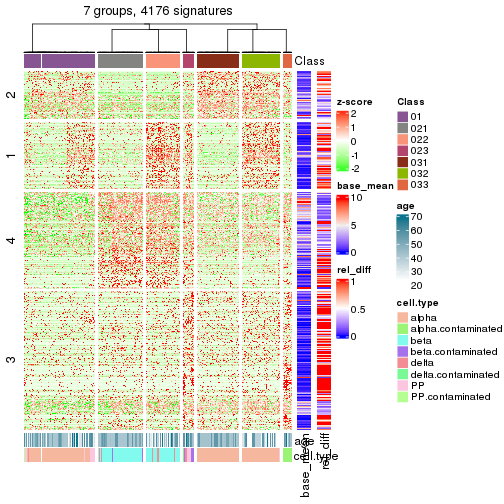 7 groups, 4176 signatures
Class
2
1
4
3
age
cell.type
base_mean
rel_diff
z-score
2
1
0
-1
-2
base_mean
10
5
0
rel_diff
1
0.5
0
Class
01
021
022
023
031
032
033
age
70
60
50
40
30
20
cell.type
alpha
alpha.contaminated
beta
beta.contaminated
delta
delta.contaminated
PP
PP.contaminated